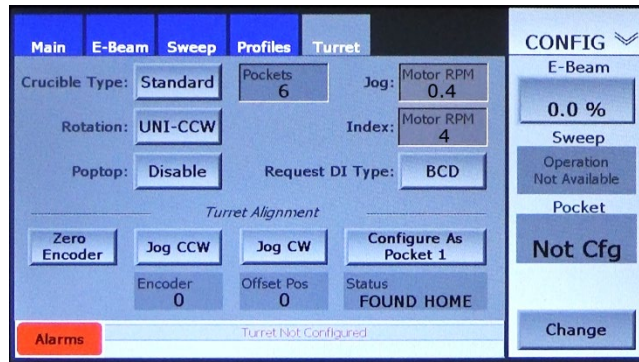 Main E-Beam Sweep Profiles Turret
CONFIG
Crucible Type: Standard Pockets 6 Jog: Motor RPM 0.4
Rotation: UNI-CCW Index: Motor RPM 4
Poptop: Disable Request DI Type: BCD
Turret Alignment
Zero Encoder
Jog CCW
Jog CW
Configure As Pocket 1
Encoder 0
Offset Pos 0
Status FOUND HOME
Alarms
Turret Not Configured
E-Beam
0.0 %
Sweep
Operation
Not Available
Pocket
Not Cfg
Change